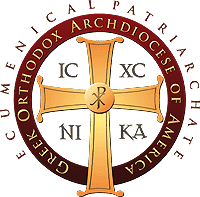 ECUMENICAL PATRIARCHATE
GREEK ORTHODOX ARCHDIOCESE OF AMERICA
IC XC
NI KA